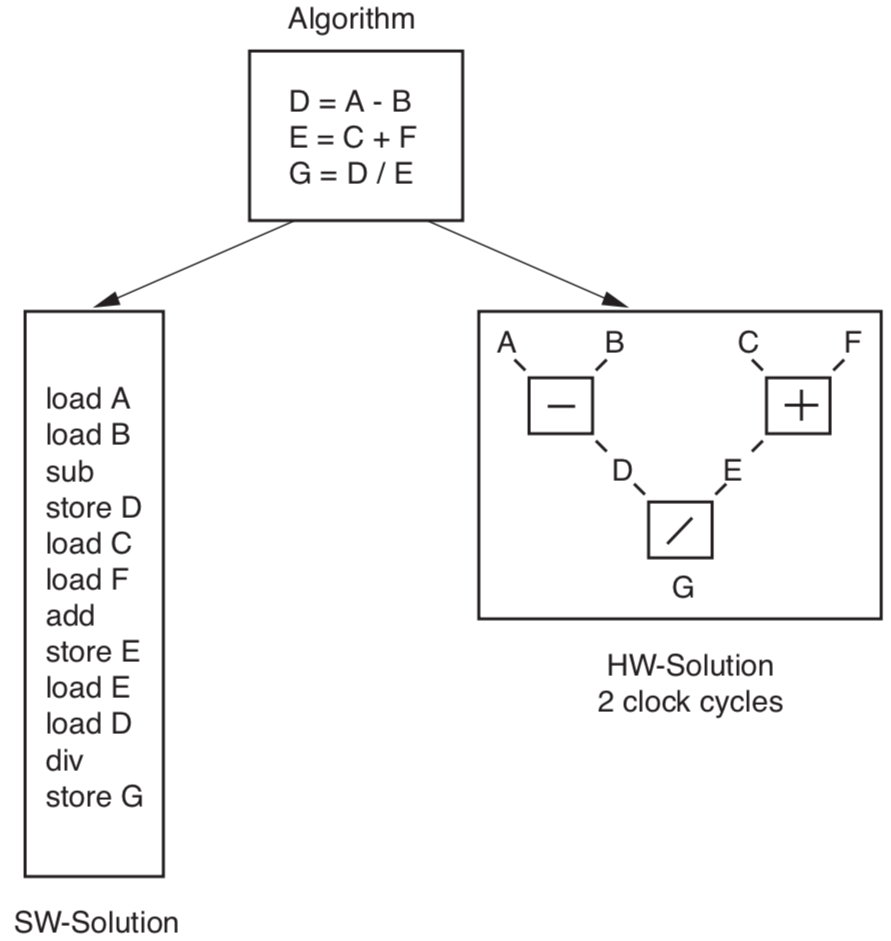 Algorithm
D = A - B
E = C + F
G = D / E
load A
load B
sub
store D
load C
load F
add
store E
load E
load D
div
store G
SW-Solution
A B C F
− +
D E
/
G
HW-Solution
2 clock cycles